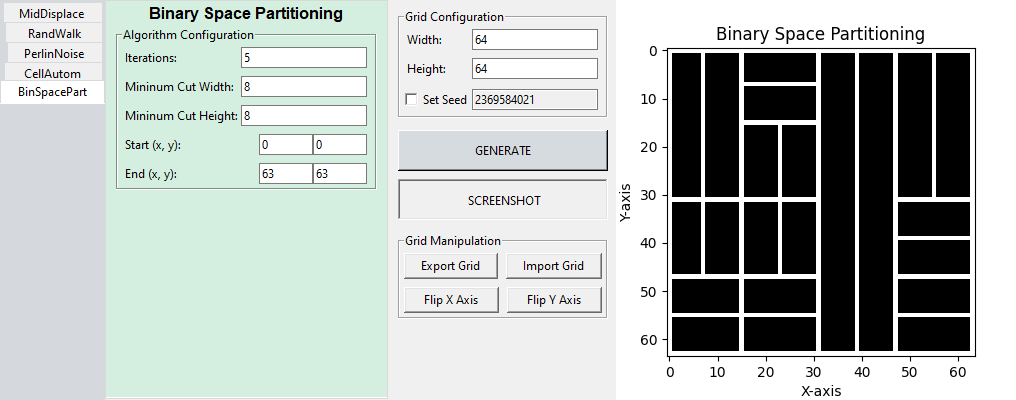 MidDisplace
RandWalk
PerlinNoise
CellAutom
BinSpacePart
Binary Space Partitioning
Algorithm Configuration
Iterations: 5
Mininum Cut Width: 8
Mininum Cut Height: 8
Start (x, y): 0 0
End (x, y): 63 63
Grid Configuration
Width: 64
Height: 64
Set Seed 2369584021
GENERATE
SCREENSHOT
Grid Manipulation
Export Grid Import Grid
Flip X Axis Flip Y Axis
Binary Space Partitioning
0
10
20
30
40
50
60
Y-axis
0 10 20 30 40 50 60
X-axis